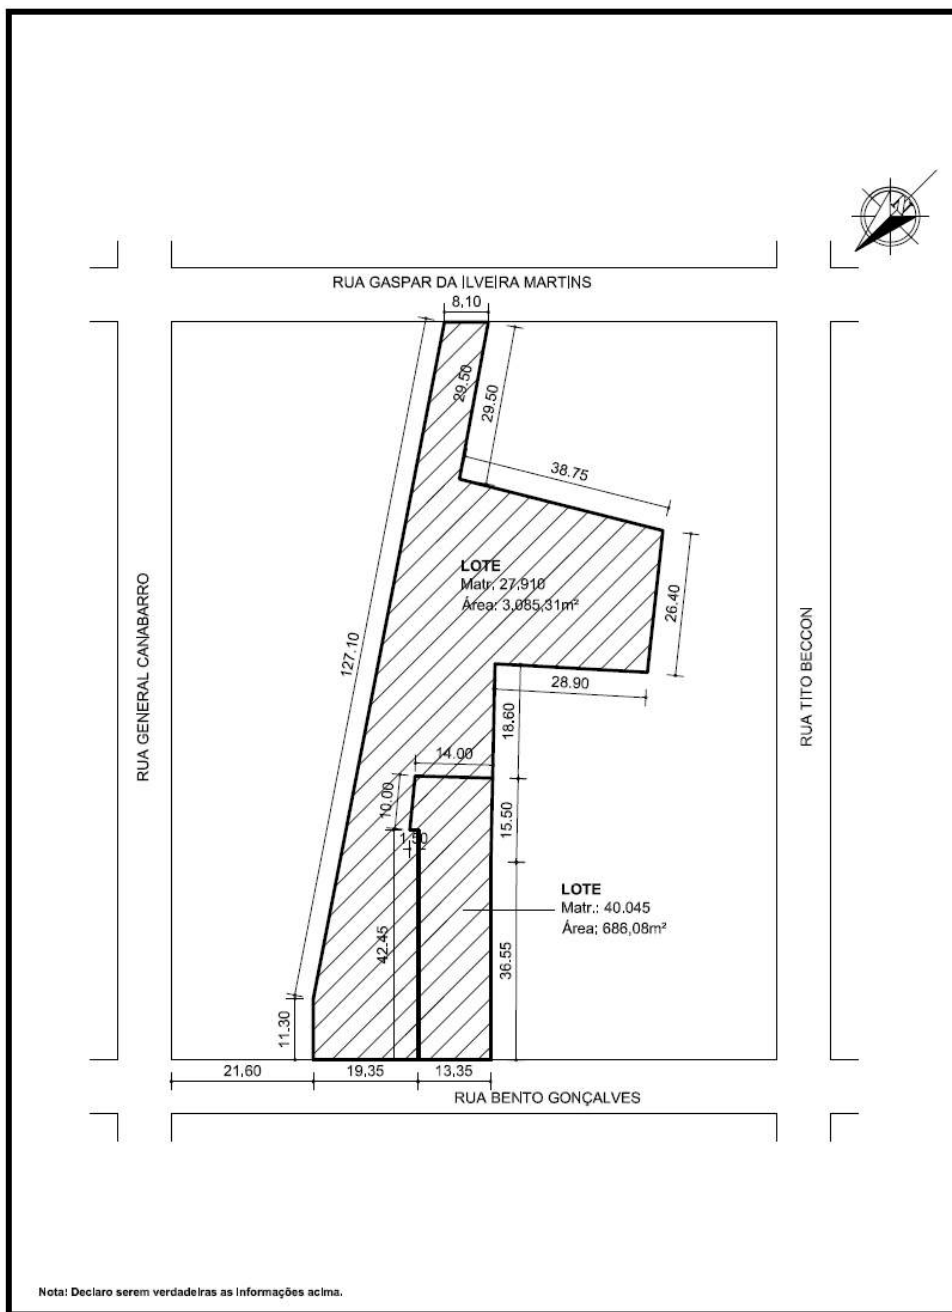 RUA GASPAR DA ILVEIRA MARTINS
8,10
29.50
29.50
38.75
LOTE
Matr. 27,910
Área: 3.085,31m²
26.40
127.10
RUA GENERAL CANABARRO
RUA TITO BECCON
28.90
18.60
14.00
10.00
1,50
15.50
LOTE
Matr.: 40.045
Área; 686,08m²
42.45
36.55
11.30
21,60
19,35
13,35
RUA BENTO GONÇALVES
Nota! Declaro serem verdadeiras as informações acima.